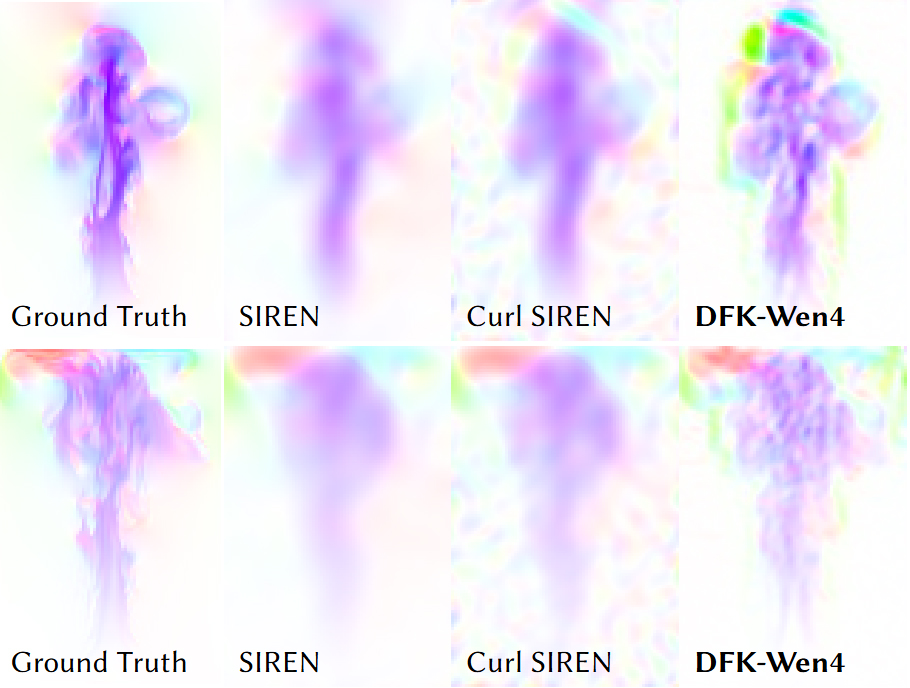 Ground Truth
SIREN
Curl SIREN
DFK-Wen4
Ground Truth
SIREN
Curl SIREN
DFK-Wen4